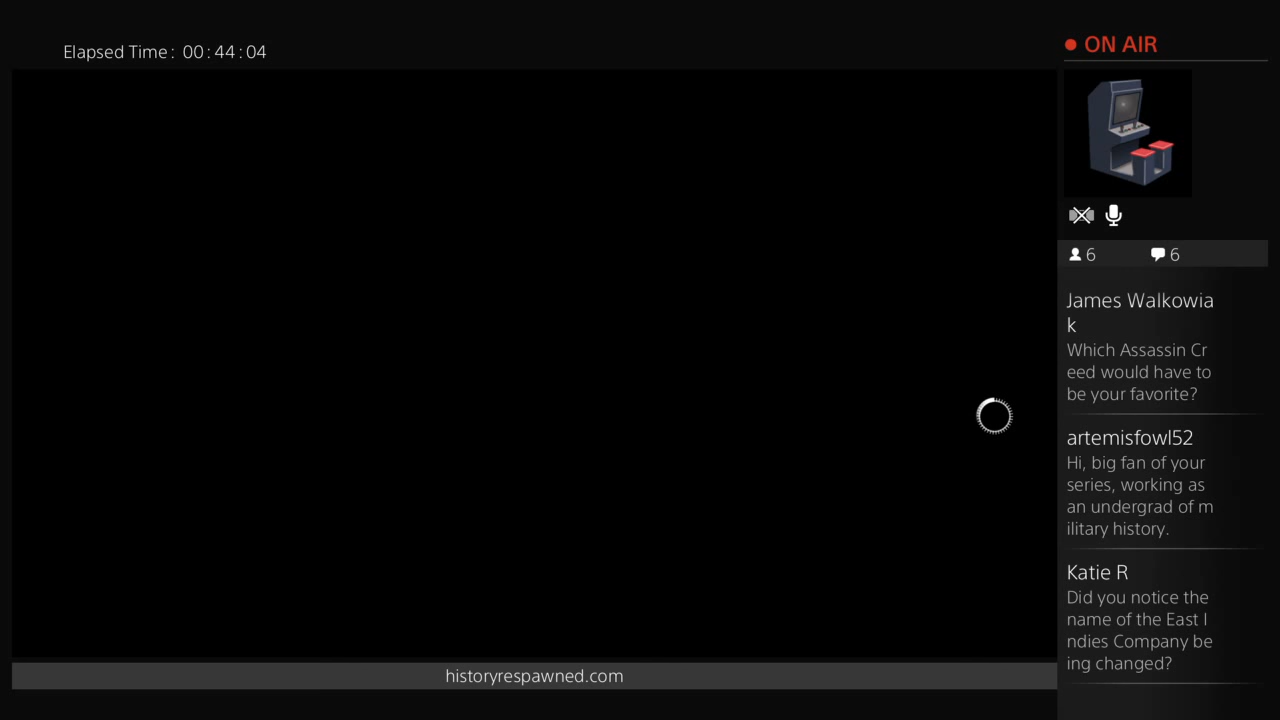 Elapsed Time: 00:44:04
ON AIR
6 6
James Walkowia
k
Which Assassin Cr
eed would have to
be your favorite?
artemisfowl52
Hi, big fan of your
series, working as
an undergrad of m
ilitary history.
Katie R
Did you notice the
name of the East I
ndies Company be
ing changed?
historyrespawned.com